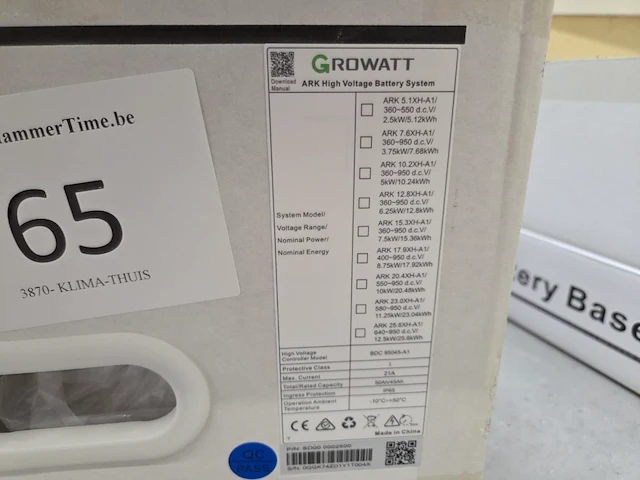 HammerTime.be
65
3870- KLIMA-THUIS
Download
Manual
GROWATT
ARK High Voltage Battery System
System Model/
Voltage Range/
Nominal Power/
Nominal Energy
ARK 5.1XH-A1/
360~550 d.c.V/
2.5kW/5.12kWh
ARK 7.6XH-A1/
360~950 d.c.V/
3.75kW/7.68kWh
ARK 10.2XH-A1/
360~950 d.c.V/
5kW/10.24kWh
ARK 12.8XH-A1/
360~950 d.c.V/
6.25kW/12.8kWh
ARK 15.3XH-A1/
360~950 d.c.V/
7.5kW/15.36kWh
ARK 17.9XH-A1/
400~950 d.c.V/
8.75kW/17.92kWh
ARK 20.4XH-A1/
550~950 d.c.V/
10kW/20.48kWh
ARK 23.0XH-A1/
580~950 d.c.V/
11.25kW/23.04kWh
ARK 25.6XH-A1/
640~950 d.c.V/
12.5kW/25.6kWh
High Voltage
Controller Model
BDC 95045-A1
Protective Class
Max. Current
21A
Total/Rated Capacity
50Ah/45Ah
Ingress Protection
IP65
Operation Ambient
Temperature
-10°C~+50°C
CE
Made in China
Y
QC
PASS
P/N:
S/N:
ery Base